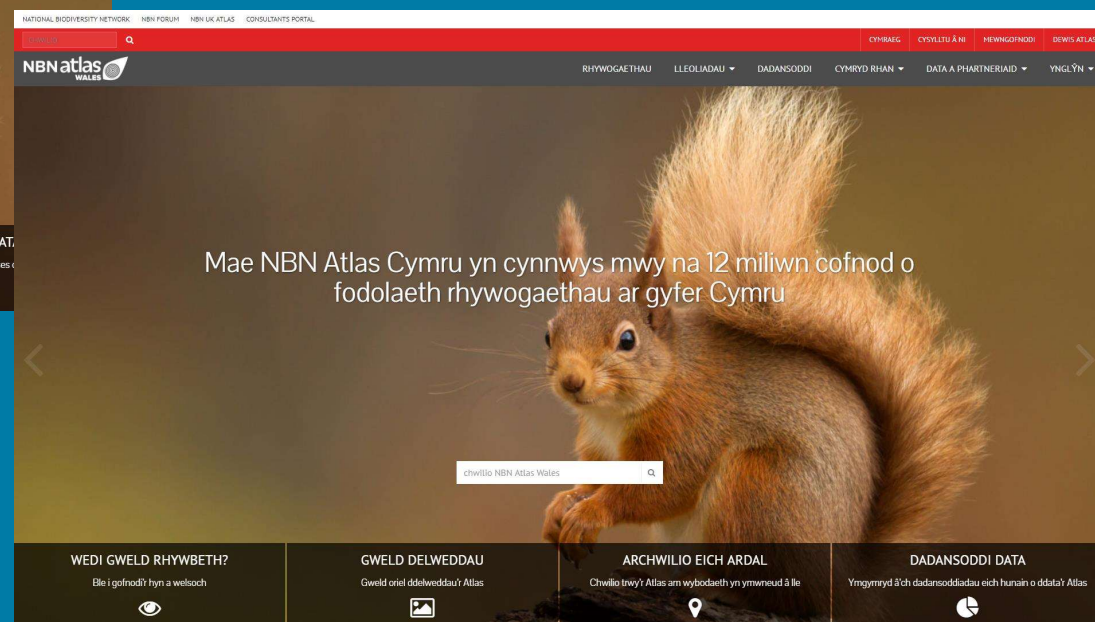 NATIONAL BIODIVERSITY NETWORK NBN FORUM NBN UK ATLAS CONSULTANTS PORTAL
CYMRAEG CYSYLLTU Â NI MEWNGOFNODI DEWIS ATLAS
NBN atlas
WALES
RHYWOGAETHAU LLEOLIADAU DADANSODDI CYMRYD RHAN DATA A PHARTNERIAID YNGLŶN
Mae NBN Atlas Cymru yn cynnwys mwy na 12 miliwn cofnod o
fodolaeth rhywogaethau ar gyfer Cymru
chwilio NBN Atlas Wales
WEDI GWELD RHYWBETH?
Ble i gofnodi'r hyn a welsoch
GWELD DELWEDDAU
Gweld oriel ddelweddau'r Atlas
ARCHWILIO EICH ARDAL
Chwilio trwy'r Atlas am wybodaeth yn ymwneud â lle
DADANSODDI DATA
Ymgymryd â'ch dadansoddiadau eich hunain o ddata'r Atlas